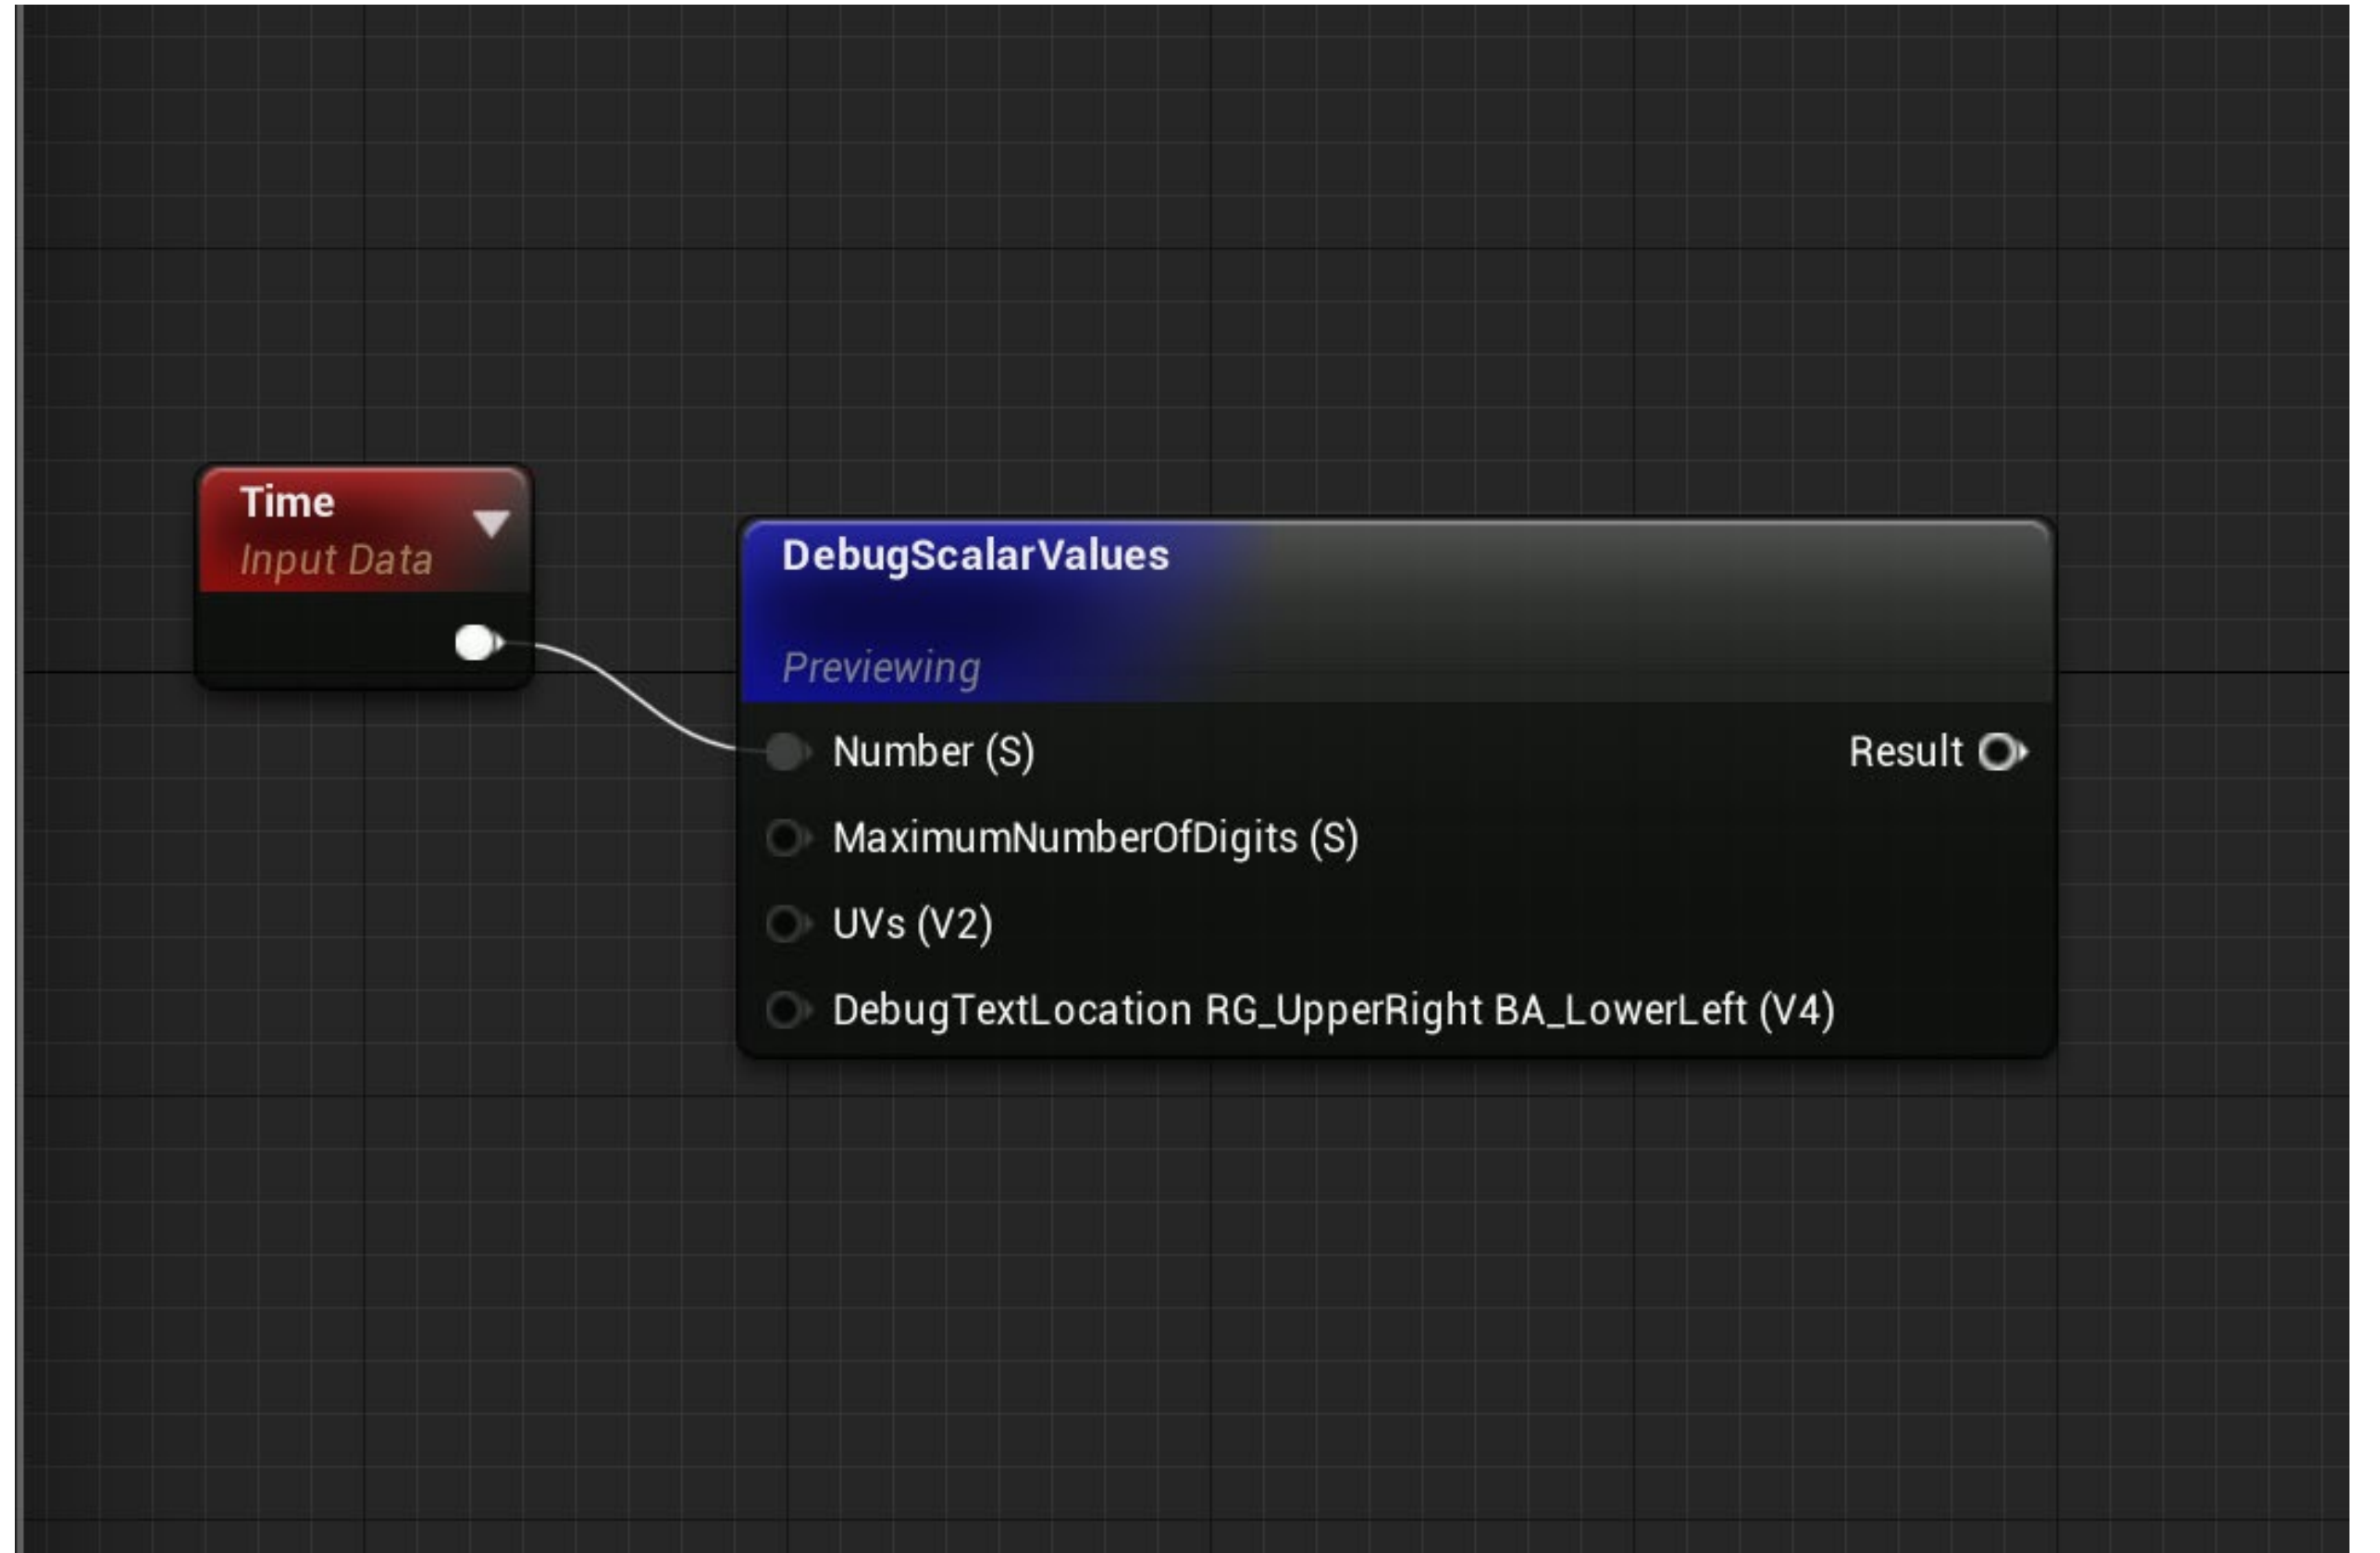 Time
Input Data
DebugScalarValues
Previewing
Number (S)
Result
MaximumNumberOfDigits (S)
UVs (V2)
DebugTextLocation RG_UpperRight BA_LowerLeft (V4)